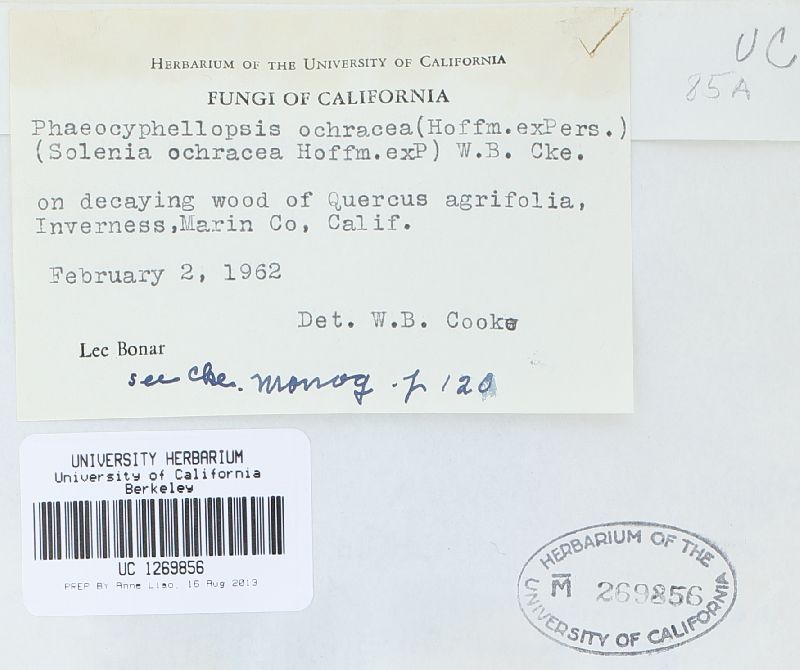 UC
85A
HERBARIUM OF THE UNIVERSITY OF CALIFORNIA
FUNGI OF CALIFORNIA
Phaeocyphellopsis ochracea(Hoffm.exPers.)
(Solenia ochracea Hoffm.exP) W.B. Cke.
on decaying wood of Quercus agrifolia,
Inverness,Marin Co, Calif.
February 2, 1962
Det. W.B. Cooke
Lee Bonar
see Cke. monog. p 120
UNIVERSITY HERBARIUM
University of California
Berkeley
UC 1269856
PREP BY Anne Liao, 16 Aug 2013
HERBARIUM OF THE
M 269856
UNIVERSITY OF CALIFORNIA